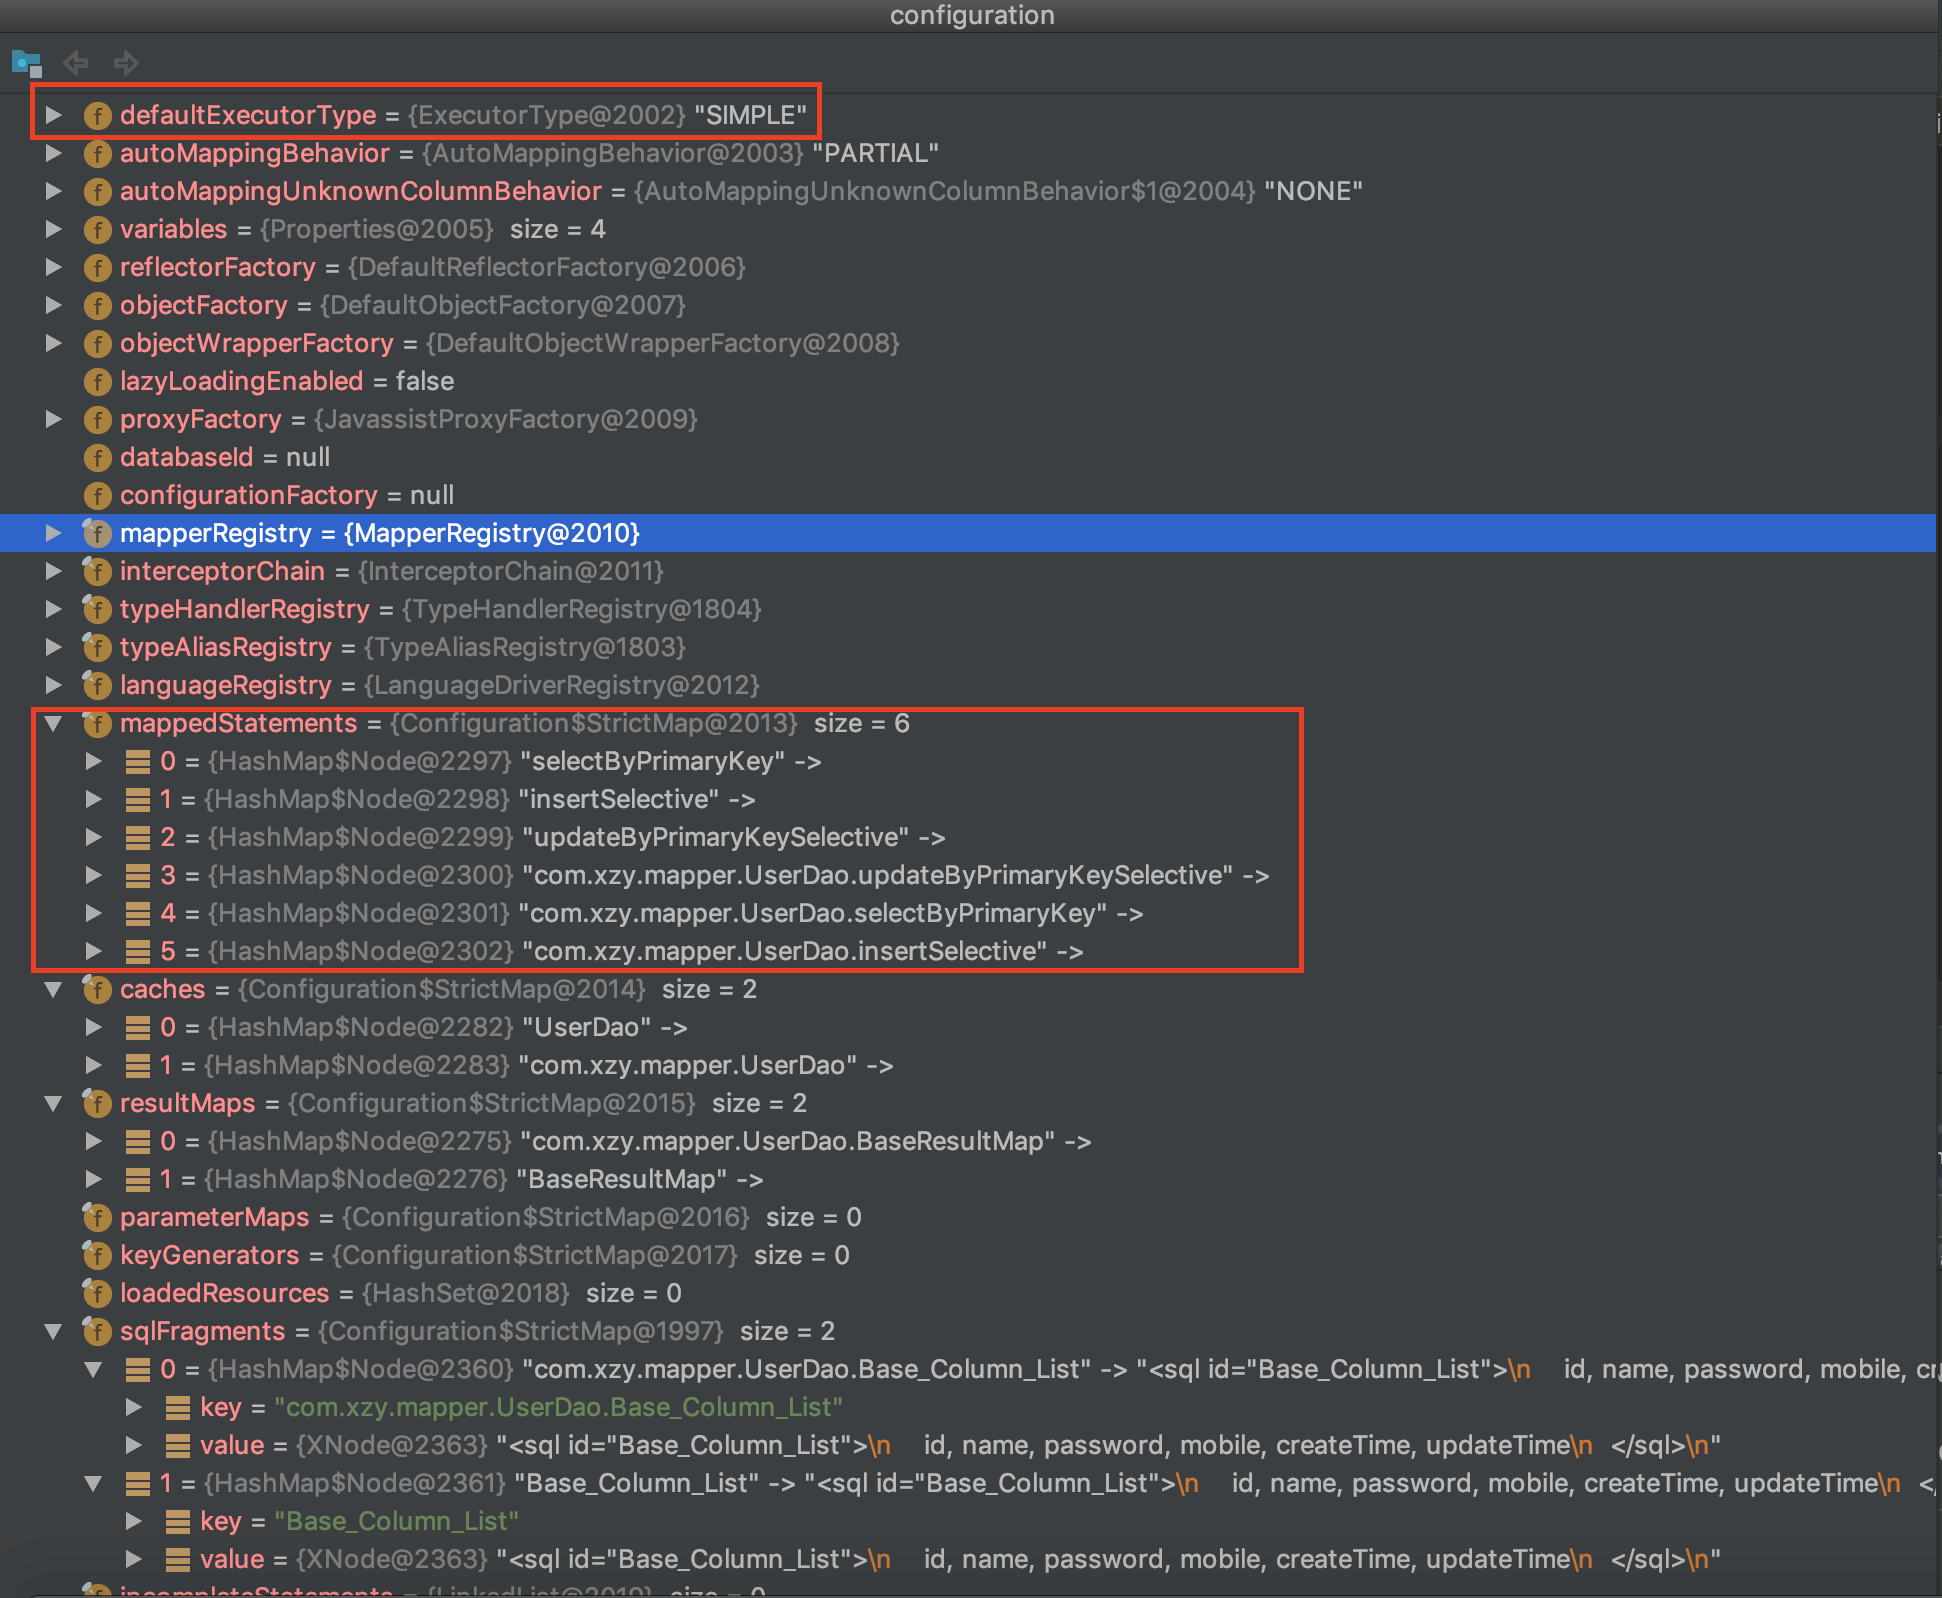 configuration
defaultExecutorType = {ExecutorType@2002} "SIMPLE"
autoMappingBehavior = {AutoMappingBehavior@2003} "PARTIAL"
autoMappingUnknownColumnBehavior = {AutoMappingUnknownColumnBehavior$1@2004} "NONE"
variables = {Properties@2005} size = 4
reflectorFactory = {DefaultReflectorFactory@2006}
objectFactory = {DefaultObjectFactory@2007}
objectWrapperFactory = {DefaultObjectWrapperFactory@2008}
lazyLoadingEnabled = false
proxyFactory = {JavassistProxyFactory@2009}
databaseId = null
configurationFactory = null
mapperRegistry = {MapperRegistry@2010}
interceptorChain = {InterceptorChain@2011}
typeHandlerRegistry = {TypeHandlerRegistry@1804}
typeAliasRegistry = {TypeAliasRegistry@1803}
languageRegistry = {LanguageDriverRegistry@2012}
mappedStatements = {Configuration$StrictMap@2013} size = 6
0 = {HashMap$Node@2297} "selectByPrimaryKey" ->
1 = {HashMap$Node@2298} "insertSelective" ->
2 = {HashMap$Node@2299} "updateByPrimaryKeySelective" ->
3 = {HashMap$Node@2300} "com.xzy.mapper.UserDao.updateByPrimaryKeySelective" ->
4 = {HashMap$Node@2301} "com.xzy.mapper.UserDao.selectByPrimaryKey" ->
5 = {HashMap$Node@2302} "com.xzy.mapper.UserDao.insertSelective" ->
caches = {Configuration$StrictMap@2014} size = 2
0 = {HashMap$Node@2282} "UserDao" ->
1 = {HashMap$Node@2283} "com.xzy.mapper.UserDao" ->
resultMaps = {Configuration$StrictMap@2015} size = 2
0 = {HashMap$Node@2275} "com.xzy.mapper.UserDao.BaseResultMap" ->
1 = {HashMap$Node@2276} "BaseResultMap" ->
parameterMaps = {Configuration$StrictMap@2016} size = 0
keyGenerators = {Configuration$StrictMap@2017} size = 0
loadedResources = {HashSet@2018} size = 0
sqlFragments = {Configuration$StrictMap@1997} size = 2
0 = {HashMap$Node@2360} "com.xzy.mapper.UserDao.Base_Column_List" -> "<sql id="Base_Column_List">\n id, name, password, mobile,
key = "com.xzy.mapper.UserDao.Base_Column_List"
value = {XNode@2363} "<sql id="Base_Column_List">\n id, name, password, mobile, createTime, updateTime\n </sql>\n"
1 = {HashMap$Node@2361} "Base_Column_List" -> "<sql id="Base_Column_List">\n id, name, password, mobile, createTime, updateTime\n </
key = "Base_Column_List"
value = {XNode@2363} "<sql id="Base_Column_List">\n id, name, password, mobile, createTime, updateTime\n </sql>\n"
incompleteStatements = {LinkedList@2019} size = 0